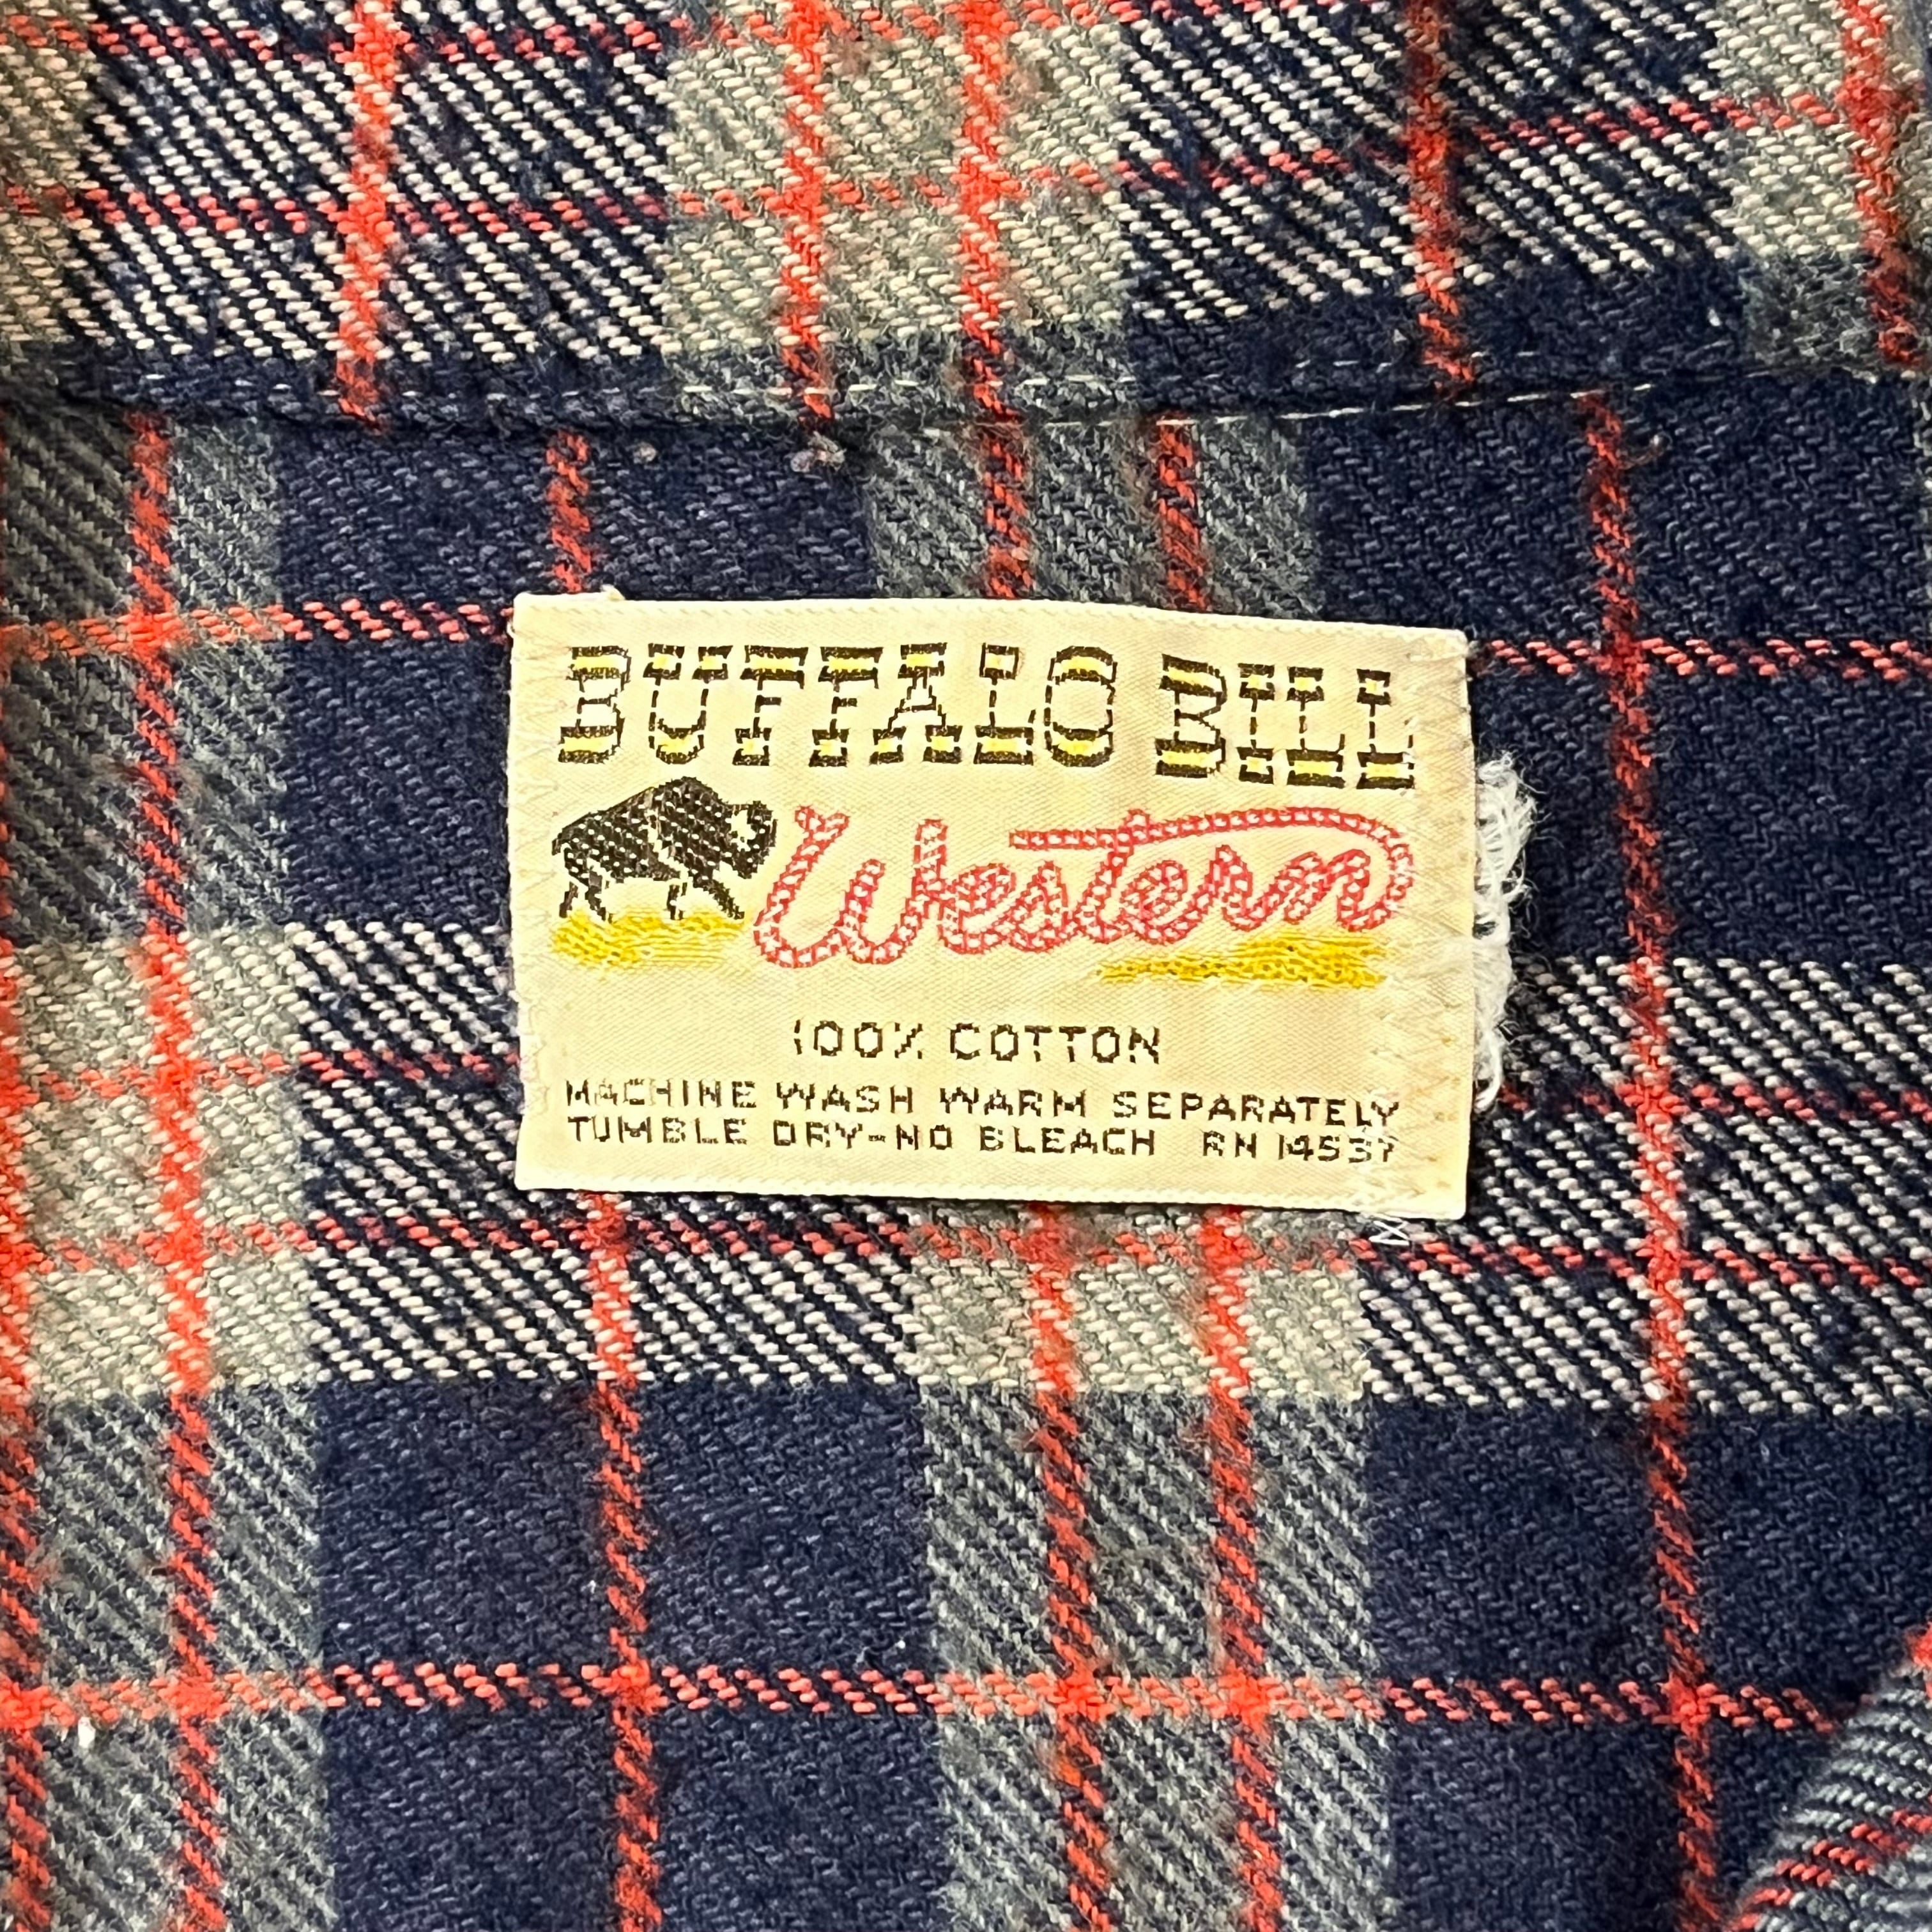 BUFFALO BILL
Western
100% COTTON
MACHINE WASH WARM SEPARATELY
TUMBLE DRY-NO BLEACH RN 14537